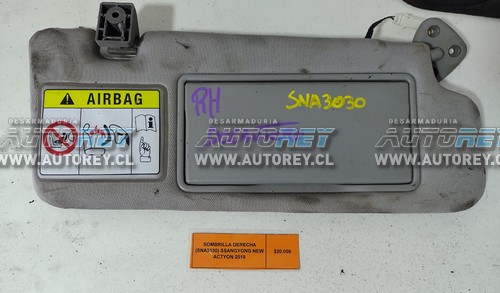 RH
SNA3030
AIRBAG
DESARMADURIA
AUTOREY
WWW.AUTOREY.CL
DESARMADURIA
AUTOREY
WWW.AUTOREY.CL
DESARMADURIA
AUTOREY
WWW.AUTOREY.CL
SOMBRILLA DERECHA
(SNA3030) SSANGYONG NEW
ACTYON 2019
$20.000